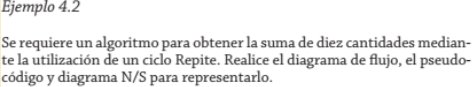 Ejemplo 4.2
Se requiere un algoritmo para obtener la suma de diez cantidades median-
te la utilización de un ciclo Repite. Realice el diagrama de flujo, el pseudo-
código y diagrama N/S para representarlo.